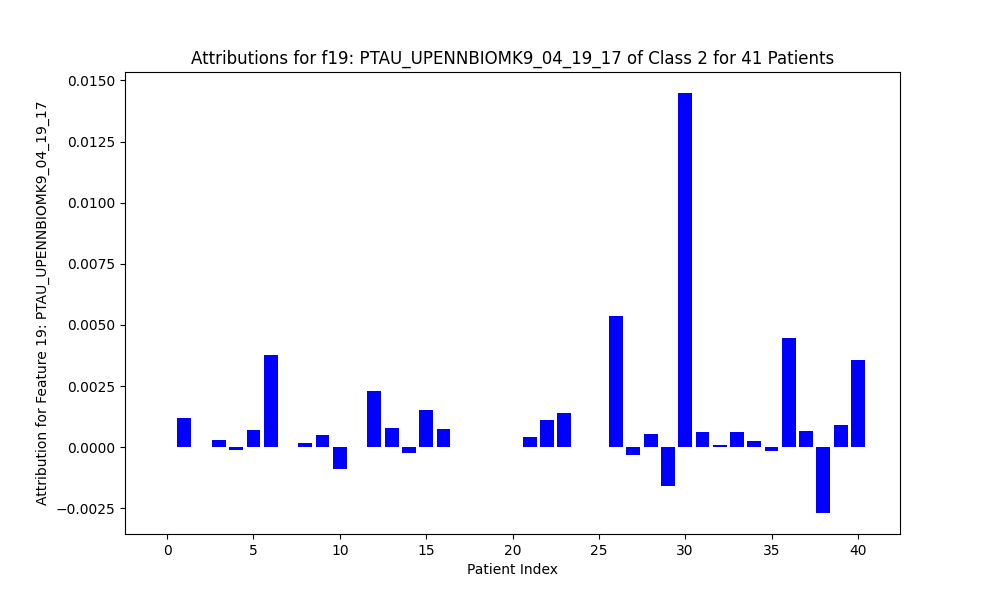 Attributions for f19: PTAU_UPENNBIOMK9_04_19_17 of Class 2 for 41 Patients
Attribution for Feature 19: PTAU_UPENNBIOMK9_04_19_17
0.0150
0.0125
0.0100
0.0075
0.0050
0.0025
0.0000
−0.0025
0 5 10 15 20 25 30 35 40
Patient Index